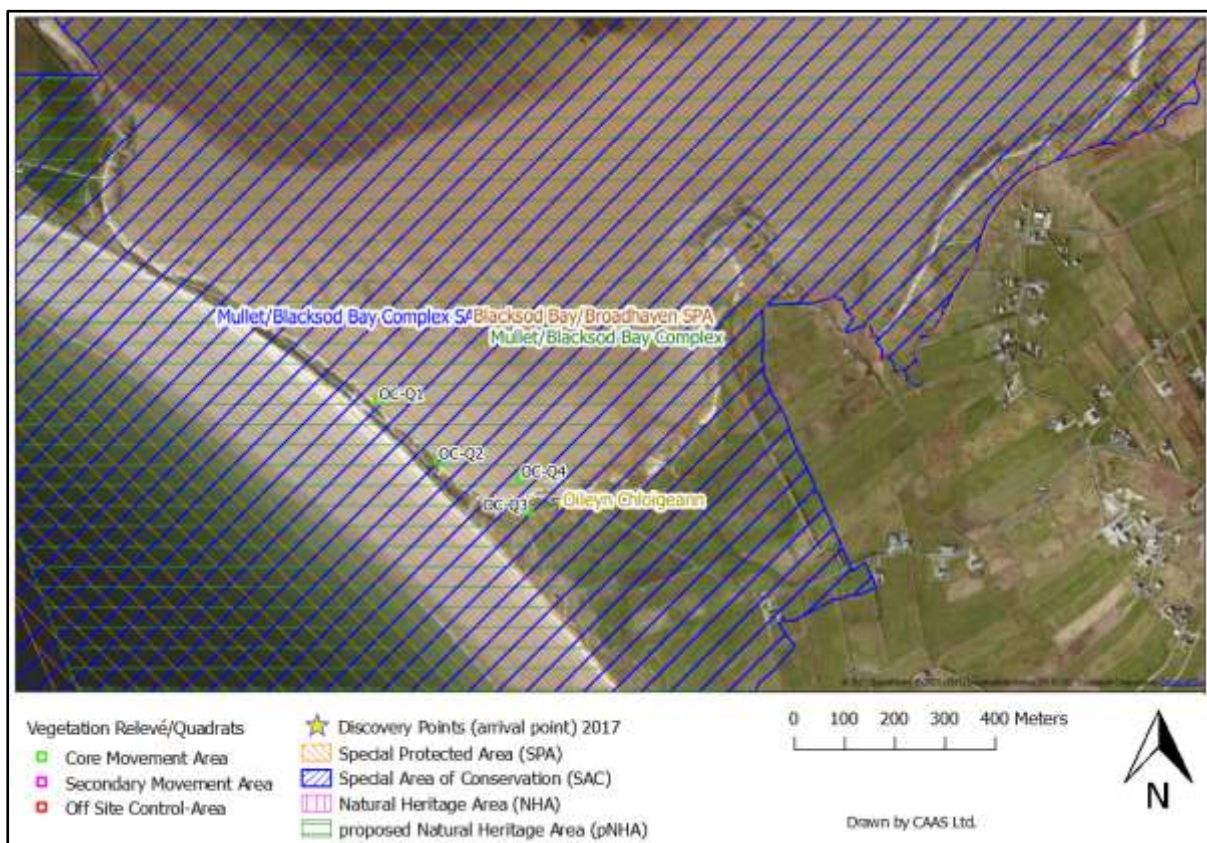 Mullet/Blacksod Bay Complex SA
Blacksod Bay/Broadhaven SPA
Mullet/Blacksod Bay Complex
OC-Q1
OC-Q2
OC-Q4
OC-Q3
Oileyn Chloigeann
Vegetation Relevé/Quadrats
Core Movement Area
Secondary Movement Area
Off Site Control-Area
Discovery Points (arrival point) 2017
Special Protected Area (SPA)
Special Area of Conservation (SAC)
Natural Heritage Area (NHA)
proposed Natural Heritage Area (pNHA)
0 100 200 300 400 Meters
N
Drawn by CAAS Ltd.